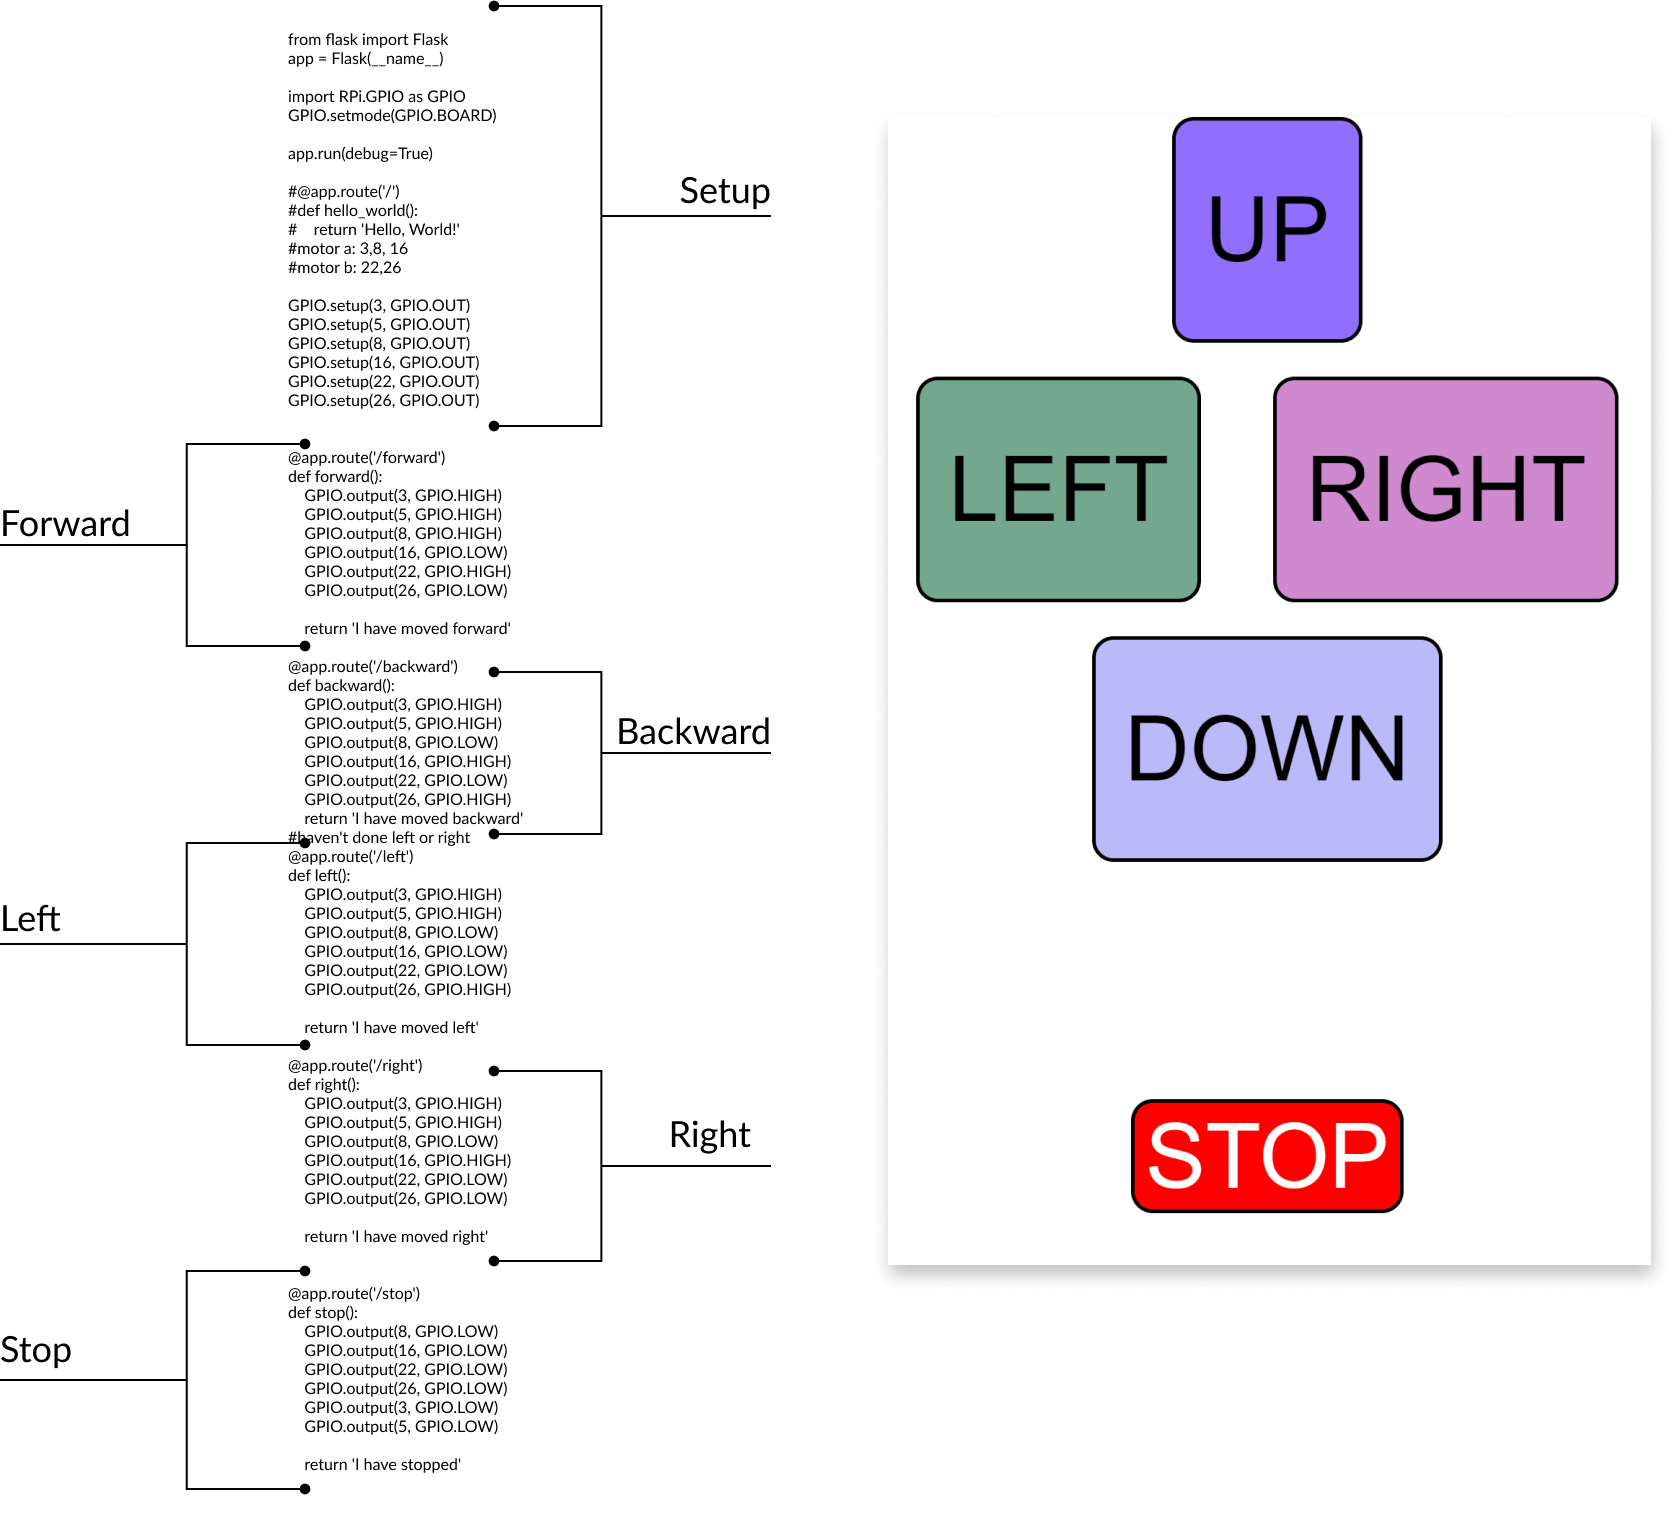 from flask import Flask
app = Flask(__name__)
import RPi.GPIO as GPIO
GPIO.setmode(GPIO.BOARD)
app.run(debug=True)
#@app.route('/')
#def hello_world():
#    return 'Hello, World!'
#motor a: 3,8, 16
#motor b: 22,26
GPIO.setup(3, GPIO.OUT)
GPIO.setup(5, GPIO.OUT)
GPIO.setup(8, GPIO.OUT)
GPIO.setup(16, GPIO.OUT)
GPIO.setup(22, GPIO.OUT)
GPIO.setup(26, GPIO.OUT)
Setup
Forward
@app.route('/forward')
def forward():
    GPIO.output(3, GPIO.HIGH)
    GPIO.output(5, GPIO.HIGH)
    GPIO.output(8, GPIO.HIGH)
    GPIO.output(16, GPIO.LOW)
    GPIO.output(22, GPIO.HIGH)
    GPIO.output(26, GPIO.LOW)
    return 'I have moved forward'
@app.route('/backward')
def backward():
    GPIO.output(3, GPIO.HIGH)
    GPIO.output(5, GPIO.HIGH)
    GPIO.output(8, GPIO.LOW)
    GPIO.output(16, GPIO.HIGH)
    GPIO.output(22, GPIO.LOW)
    GPIO.output(26, GPIO.HIGH)
    return 'I have moved backward'
Backward
#haven't done left or right
@app.route('/left')
def left():
    GPIO.output(3, GPIO.HIGH)
    GPIO.output(5, GPIO.HIGH)
    GPIO.output(8, GPIO.LOW)
    GPIO.output(16, GPIO.LOW)
    GPIO.output(22, GPIO.LOW)
    GPIO.output(26, GPIO.HIGH)
    return 'I have moved left'
Left
@app.route('/right')
def right():
    GPIO.output(3, GPIO.HIGH)
    GPIO.output(5, GPIO.HIGH)
    GPIO.output(8, GPIO.LOW)
    GPIO.output(16, GPIO.HIGH)
    GPIO.output(22, GPIO.LOW)
    GPIO.output(26, GPIO.LOW)
    return 'I have moved right'
Right
@app.route('/stop')
def stop():
    GPIO.output(8, GPIO.LOW)
    GPIO.output(16, GPIO.LOW)
    GPIO.output(22, GPIO.LOW)
    GPIO.output(26, GPIO.LOW)
    GPIO.output(3, GPIO.LOW)
    GPIO.output(5, GPIO.LOW)
    return 'I have stopped'
Stop
UP
LEFT
RIGHT
DOWN
STOP